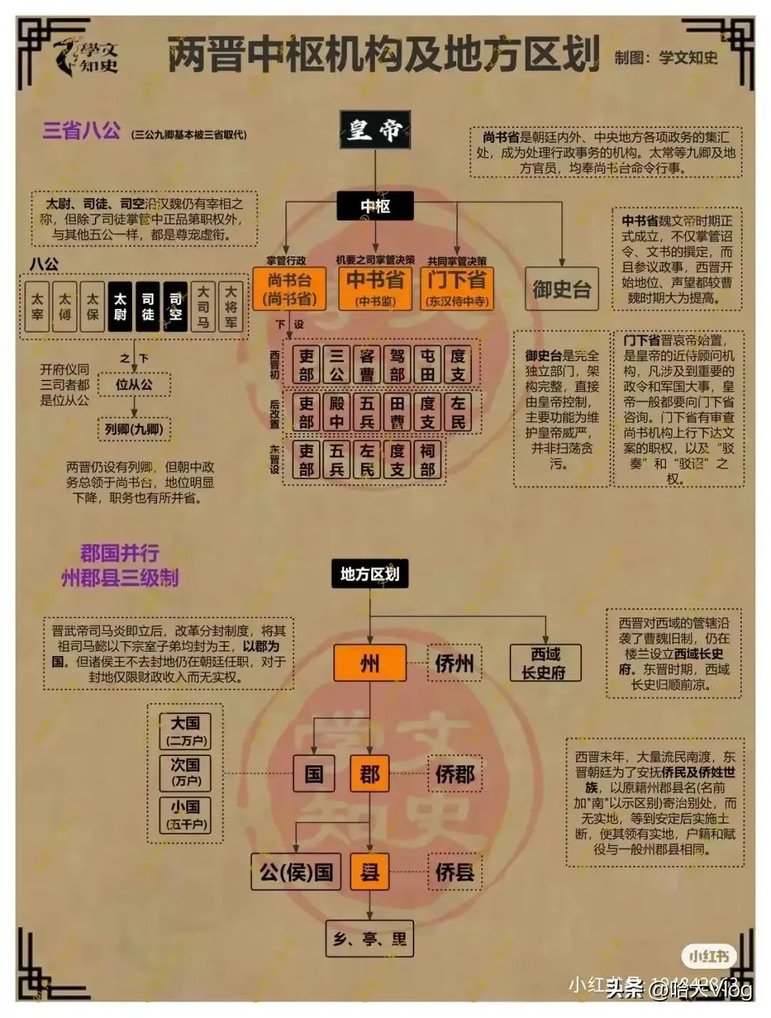 学文
知史
两晋中枢机构及地方区划
制图：学文知史
三省八公 (三公九卿基本被三省取代)
皇帝
尚书省是朝廷内外、中央地方各项政务的集汇
处，成为处理行政事务的机构。太常等九卿及地
方官员，均奉尚书台命令行事。
太尉、司徒、司空沿汉魏仍有宰相之
称，但除了司徒掌管中正品第职权外，
与其他五公一样，都是尊宠虚衔。
中枢
中书省魏文帝时期正
式成立，不仅掌管诏
令、文书的撰定，而
且参议政事，西晋开
始地位、声望都较曹
魏时期大为提高。
八公
太宰
太傅
太保
太尉
司徒
司空
大司马
大将军
掌管行政
尚书台
(尚书省)
机要之司掌管决策
中书省
(中书监)
共同掌管决策
门下省
(东汉侍中寺)
御史台
下 设
之 下
开府仪同
三司者都
是位从公
位从公
列卿(九卿)
两晋仍设有列卿，但朝中政
务总领于尚书台，地位明显
下降，职务也有所并省。
西晋初
吏部
三公
客曹
驾部
屯田
度支
后改置
吏部
殿中
五兵
田曹
度支
左民
东晋设
吏部
五兵
左民
度支
祠部
御史台是完全
独立部门，架
构完整，直接
由皇帝控制，
主要功能为维
护皇帝威严，
并非扫荡贪
污。
门下省晋哀帝始置，
是皇帝的近侍顾问机
构，凡涉及到重要的
政令和军国大事，皇
帝一般都要向门下省
咨询。门下省有审查
尚书机构上行下达文
案的职权，以及“驳
奏”和“驳诏”之
权。
郡国并行
州郡县三级制
地方区划
晋武帝司马炎即立后，改革分封制度，将其
祖司马懿以下宗室子弟均封为王，以郡为
国。但诸侯王不去封地仍在朝廷任职，对于
封地仅限财政收入而无实权。
州
侨州
西域
长史府
西晋对西域的管辖沿
袭了曹魏旧制，仍在
楼兰设立西域长史
府。东晋时期，西域
长史归顺前凉。
大国
(二万户)
次国
(万户)
小国
(五千户)
国
郡
侨郡
西晋末年，大量流民南渡，东
晋朝廷为了安抚侨民及侨姓世
族，以原籍州郡县名(名前
加"南"以示区别)寄治别处，而
无实地，等到安定后实施土
断，使其领有实地，户籍和赋
役与一般州郡县相同。
公(侯)国
县
侨县
乡、亭、里
学文
知史
小红书
小红书号:
头条 @哈天Vlog